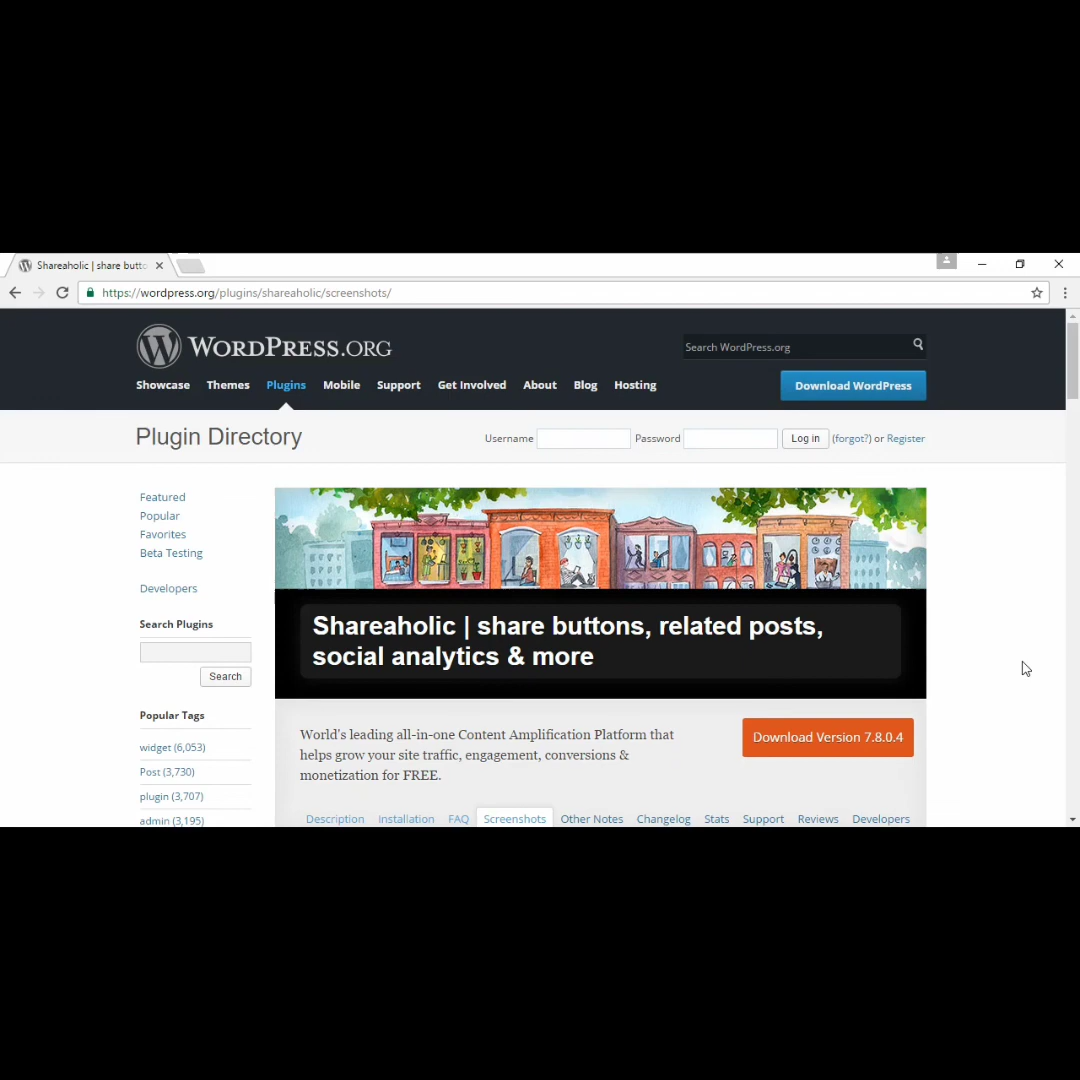 Shareaholic | share butto
https://wordpress.org/plugins/shareaholic/screenshots/
WORDPRESS.ORG
Search WordPress.org
Showcase Themes Plugins Mobile Support Get Involved About Blog Hosting
Download WordPress
Plugin Directory
Username Password Log in (forgot?) or Register
Featured
Popular
Favorites
Beta Testing
Developers
Search Plugins
Search
Popular Tags
widget (6,053)
Post (3,730)
plugin (3,707)
admin (3,195)
Shareaholic | share buttons, related posts,
social analytics & more
World's leading all-in-one Content Amplification Platform that
helps grow your site traffic, engagement, conversions &
monetization for FREE.
Download Version 7.8.0.4
Description Installation FAQ Screenshots Other Notes Changelog Stats Support Reviews Developers